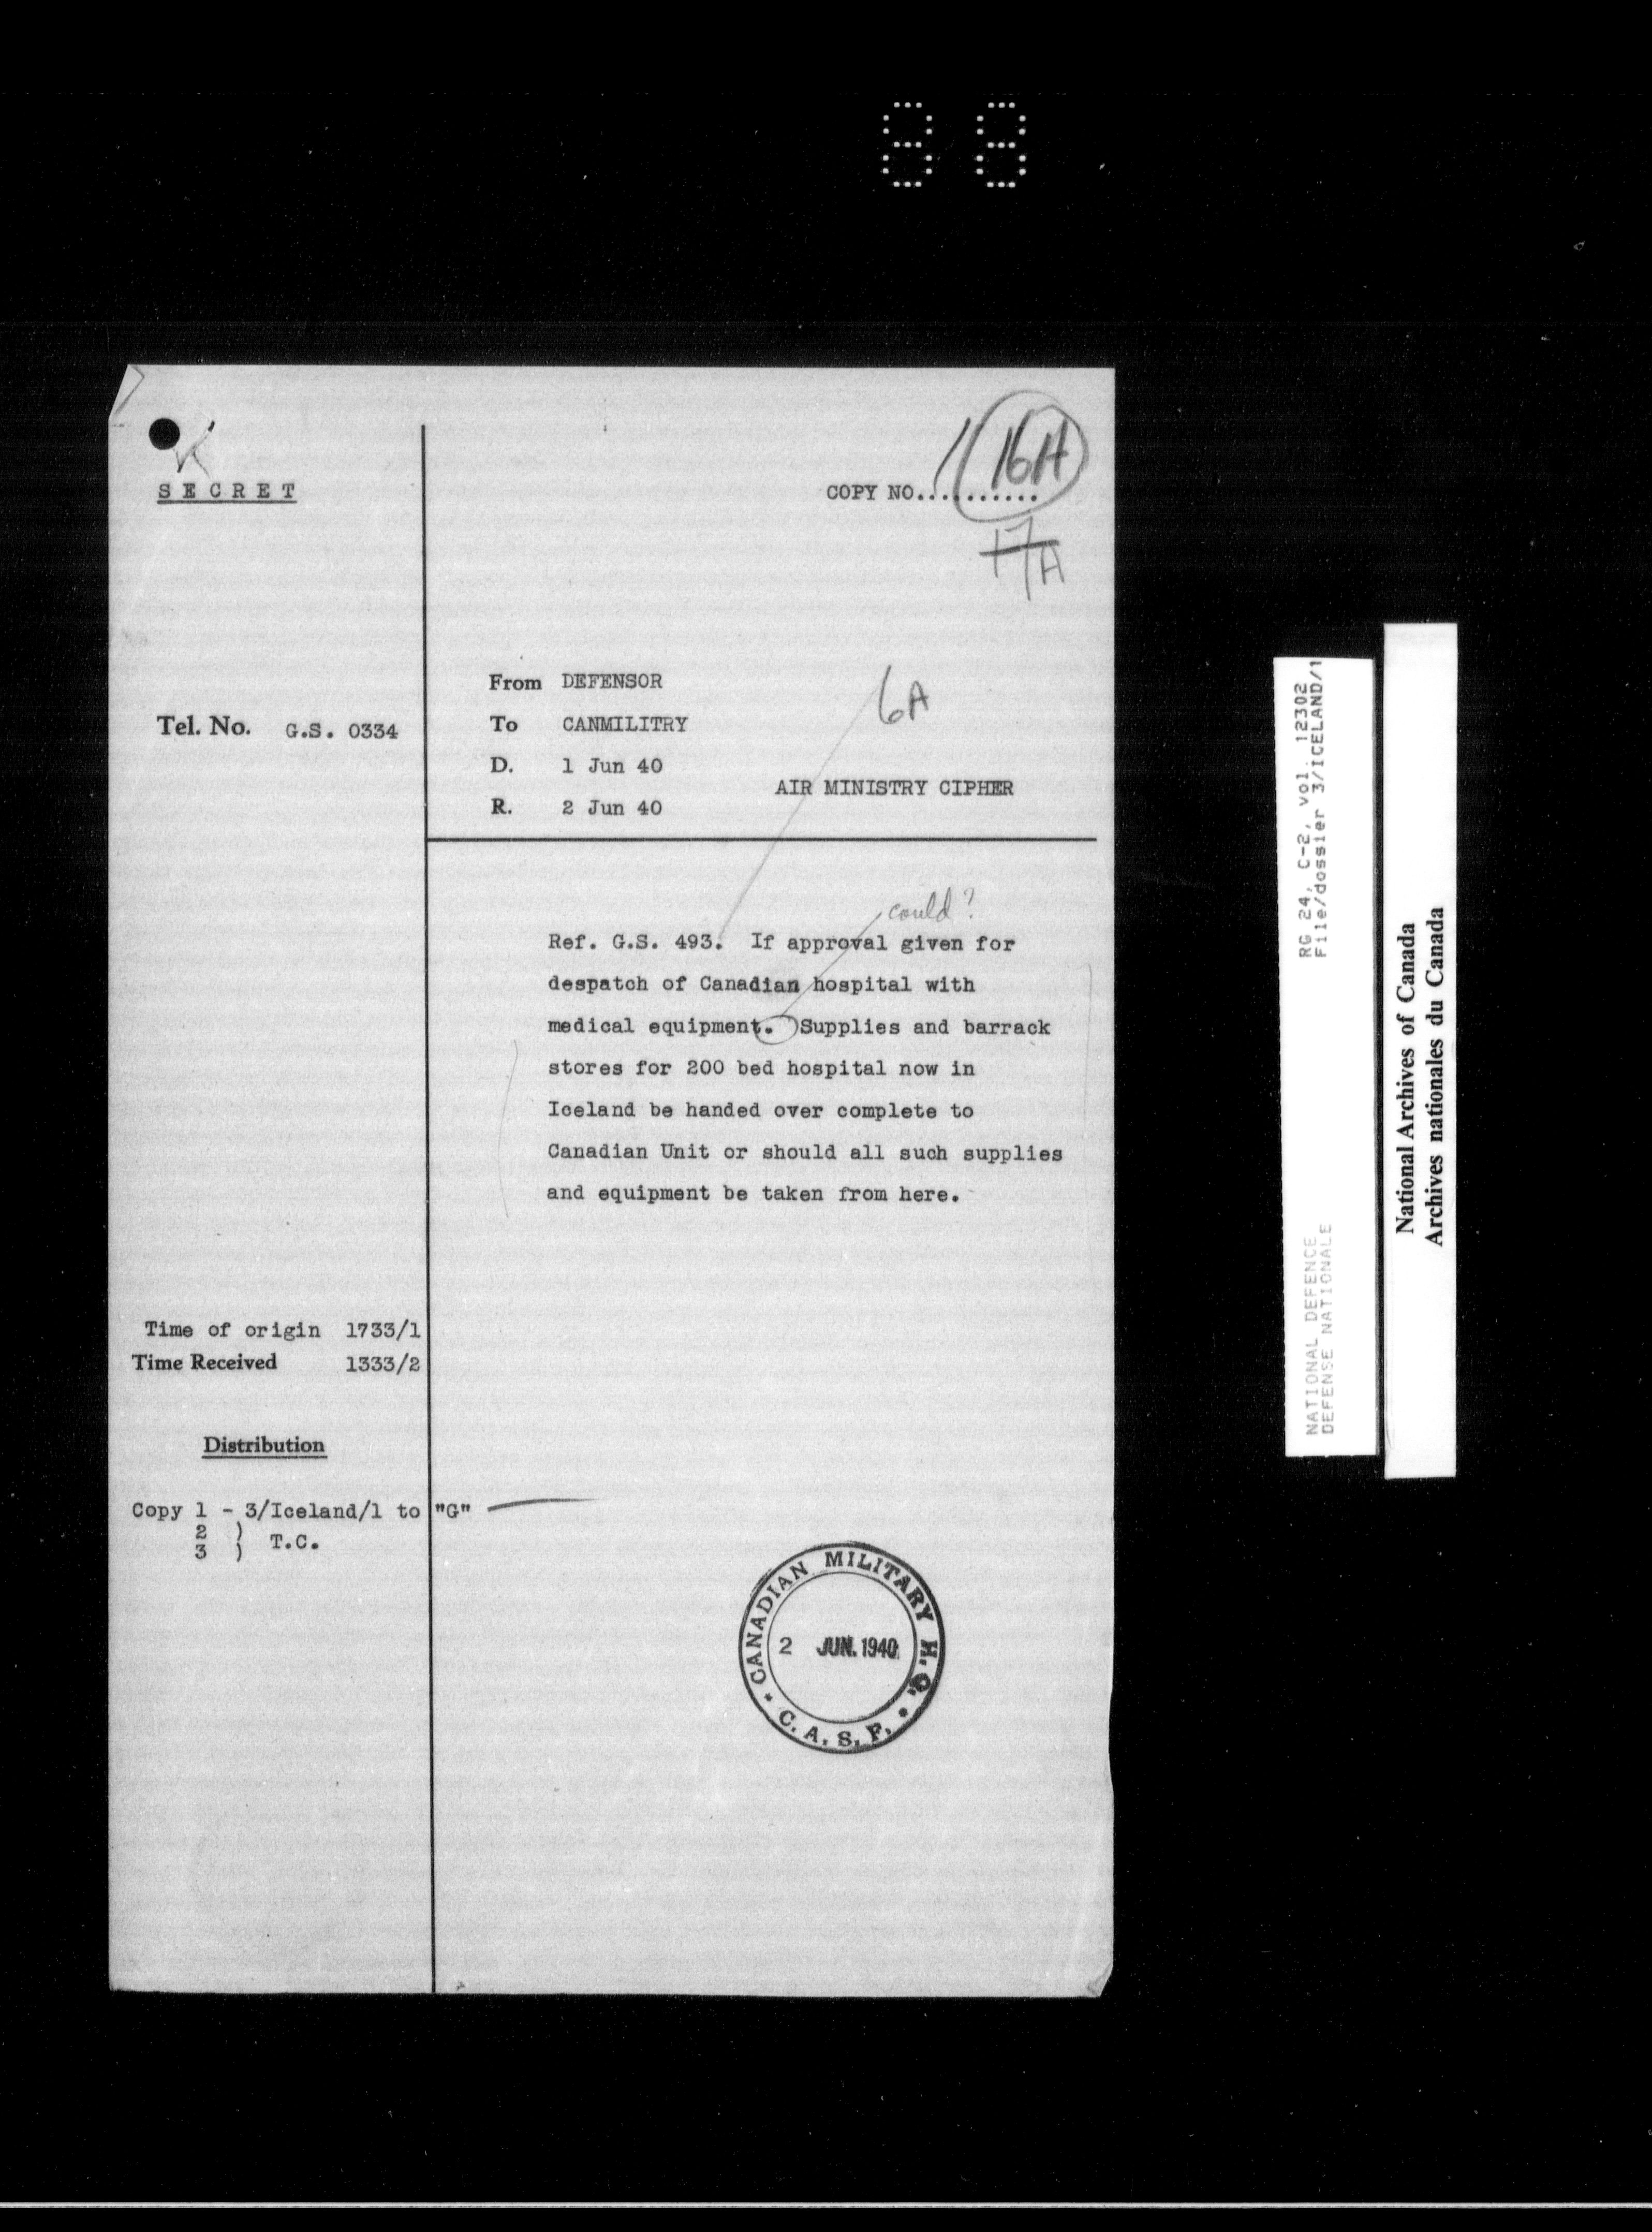 88
SECRET
COPY NO..........
1 16A
17A
From DEFENSOR
6A
Tel. No. G.S. 0334
To CANMILITRY
D. 1 Jun 40
AIR MINISTRY CIPHER
R. 2 Jun 40
could?
Ref. G.S. 493. If approval given for
despatch of Canadian hospital with
medical equipment. Supplies and barrack
stores for 200 bed hospital now in
Iceland be handed over complete to
Canadian Unit or should all such supplies
and equipment be taken from here.
Time of origin 1733/1
Time Received 1333/2
Distribution
Copy 1 - 3/Iceland/1 to "G"
2 )
3 ) T.C.
CANADIAN MILITARY H.Q.
2 JUN. 1940
C. A. S. F.
NATIONAL DEFENCE RG 24, C-2, vol. 12302
DEFENSE NATIONALE File/dossier 3/ICELAND/1
National Archives of Canada
Archives nationales du Canada